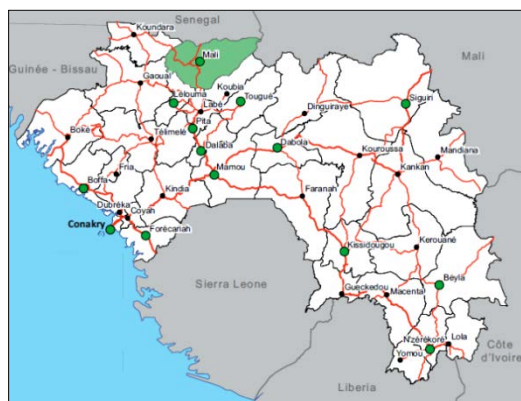 Senegal
Koundara
Mali
Mali
Guinée - Bissau
Gaoual
Koubia
Lélouma
Labé
Tougué
Siguiri
Dinguiraye
Pita
Boké
Télimélé
Dalaba
Dabola
Kouroussa
Mandiana
Fria
Mamou
Kankan
Boffa
Kindia
Faranah
Dubréka
Coyah
Conakry
Forécariah
Kissidougou
Kerouané
Sierra Leone
Beyla
Gueckedou
Macenta
N'zérékoré
Lola
Yomou
Côte
d'Ivoire
Liberia